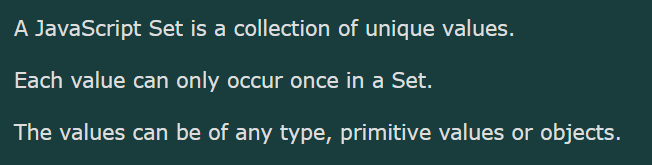 A JavaScript Set is a collection of unique values.
Each value can only occur once in a Set.
The values can be of any type, primitive values or objects.